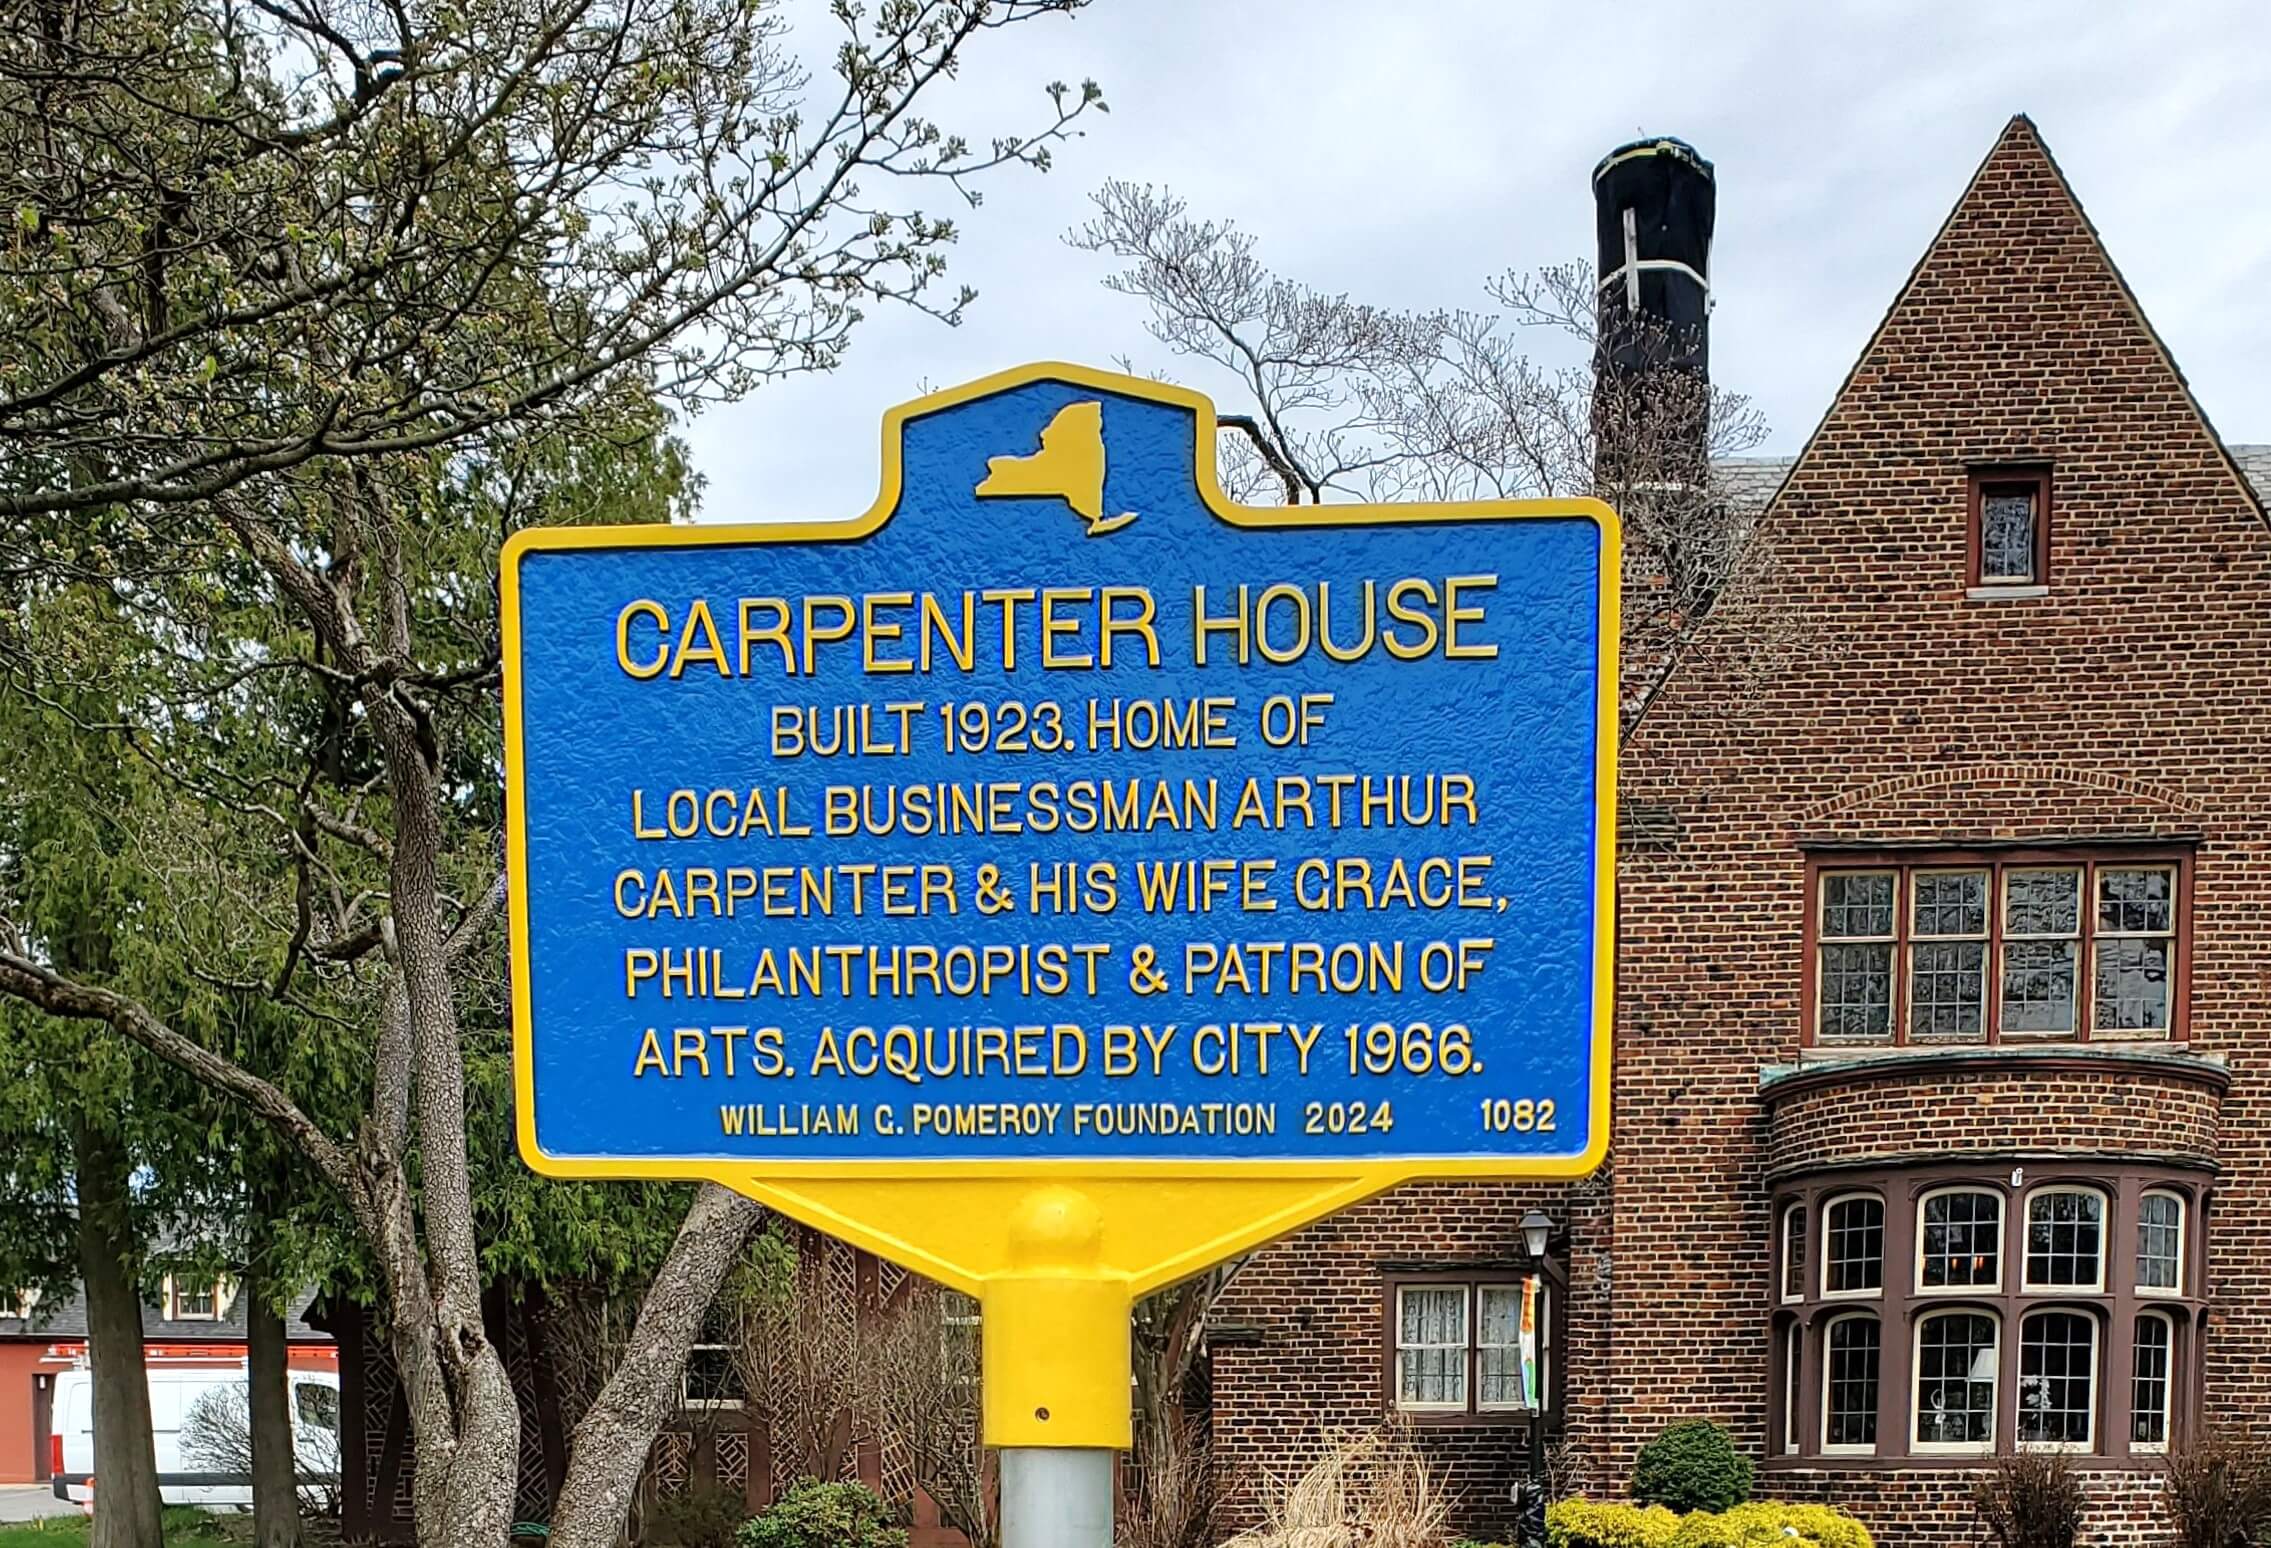 CARPENTER HOUSE
BUILT 1923. HOME OF
LOCAL BUSINESSMAN ARTHUR
CARPENTER & HIS WIFE GRACE,
PHILANTHROPIST & PATRON OF
ARTS. ACQUIRED BY CITY 1966.
WILLIAM G. POMEROY FOUNDATION 2024 1082